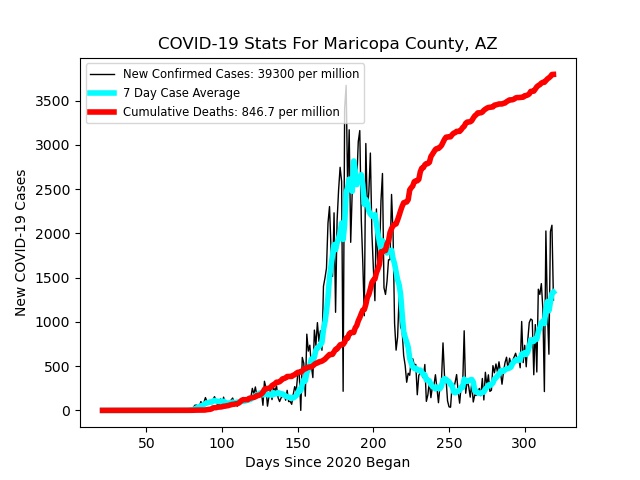 COVID-19 Stats For Maricopa County, AZ
New Confirmed Cases: 39300 per million
7 Day Case Average
Cumulative Deaths: 846.7 per million
New COVID-19 Cases
3500
3000
2500
2000
1500
1000
500
0
50 100 150 200 250 300
Days Since 2020 Began